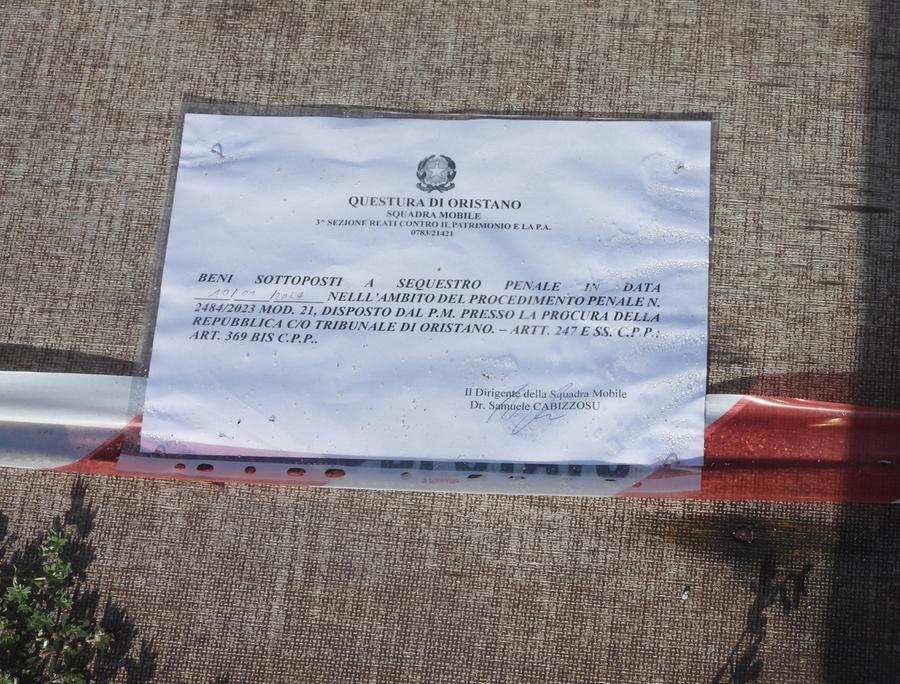 QUESTURA DI ORISTANO
SQUADRA MOBILE
3^ SEZIONE REATI CONTRO IL PATRIMONIO E LA P.A.
0783/21421
BENI SOTTOPOSTI A SEQUESTRO PENALE IN DATA
2024 NELLL'AMBITO DEL PROCEDIMENTO PENALE N.
2484/2023 MOD. 21, DISPOSTO DAL P.M. PRESSO LA PROCURA DELLA
REPUBBLICA C/O TRIBUNALE DI ORISTANO. – ARTT. 247 E SS. C.P.P.;
ART. 369 BIS C.P.P..
Il Dirigente della Squadra Mobile
Dr. Samuele CABIZZOSU